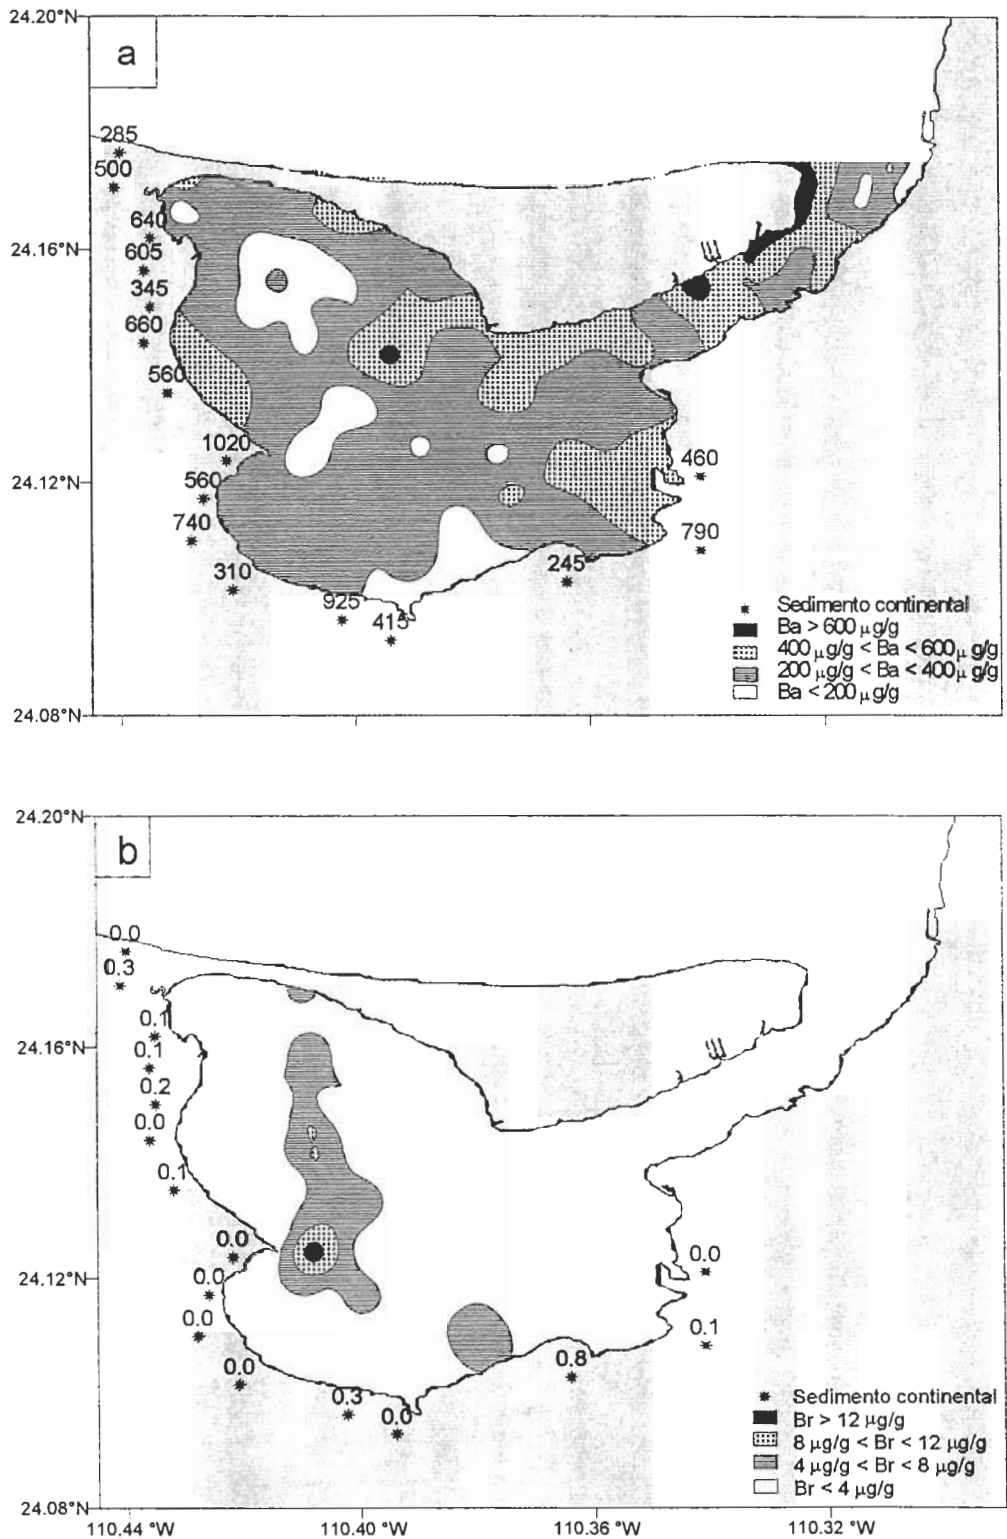 24.20°N
a
285
500
640
24.16°N
605
345
660
560
1020
460
24.12°N
560
740
790
310
245
925
415
Sedimento continental
Ba > 600 µg/g
400 µg/g < Ba < 600 µg/g
200 µg/g < Ba < 400 µg/g
Ba < 200 µg/g
24.08°N
24.20°N
b
0.0
0.3
0.1
24.16°N
0.1
0.2
0.0
0.1
0.0
0.0
24.12°N
0.0
0.0
0.1
0.0
0.8
0.3
0.0
Sedimento continental
Br > 12 µg/g
8 µg/g < Br < 12 µg/g
4 µg/g < Br < 8 µg/g
Br < 4 µg/g
24.08°N
110.44 °W
110.40 °W
110.36 °W
110.32 °W